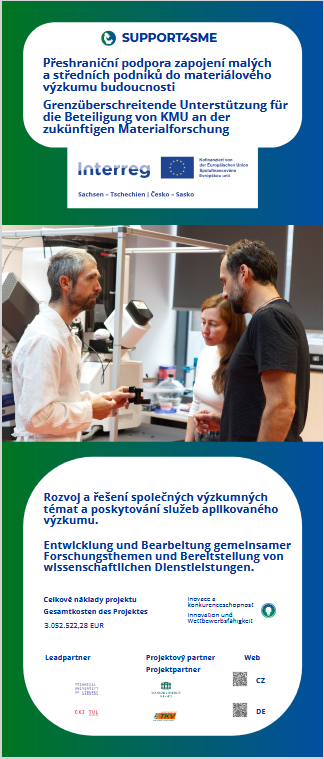 SUPPORT4SME
Přeshraniční podpora zapojení malých
a středních podniků do materiálového
výzkumu budoucnosti
Grenzüberschreitende Unterstützung für
die Beteiligung von KMU an der
zukünftigen Materialforschung
Interreg
Kofinanziert von
der Europäischen Union
Spolufinancováno
Evropskou unií
Sachsen – Tschechien | Česko – Sasko
Rozvoj a řešení společných výzkumných
témat a poskytování služeb aplikovaného
výzkumu.
Entwicklung und Bearbeitung gemeinsamer
Forschungsthemen und Bereitstellung von
wissenschaftlichen Dienstleistungen.
Celkové náklady projektu
Gesamtkosten des Projektes
3.052.522,28 EUR
Inovace a
konkurenceschopnost
Innovation und
Wettbewerbsfähigkeit
Leadpartner
Projektový partner
Projektpartner
Web
TECHNICAL
UNIVERSITY
OF LIBEREC
CXI TUL
CZ
DE